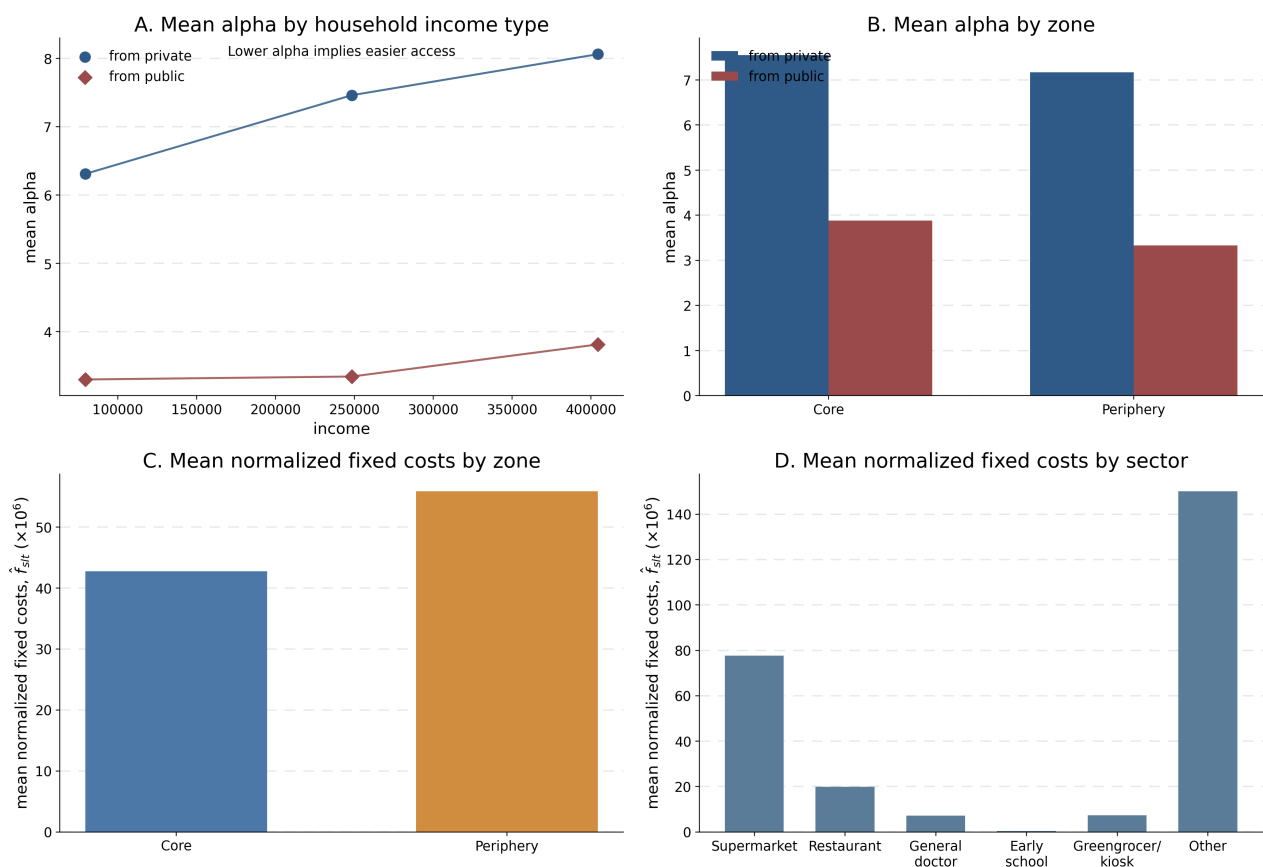 A. Mean alpha by household income type
Lower alpha implies easier access
from private
from public
mean alpha
8
7
6
5
4
100000 150000 200000 250000 300000 350000 400000
income
B. Mean alpha by zone
from private
from public
mean alpha
7
6
5
4
3
2
1
0
Core Periphery
C. Mean normalized fixed costs by zone
mean normalized fixed costs, f̂_slt (×10⁶)
50
40
30
20
10
0
Core Periphery
D. Mean normalized fixed costs by sector
mean normalized fixed costs, f̂_slt (×10⁶)
140
120
100
80
60
40
20
0
Supermarket Restaurant General doctor Early school Greengrocer/ kiosk Other